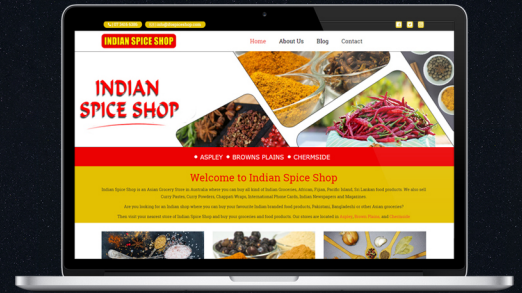 INDIAN SPICE SHOP
Home About Us Blog Contact
INDIAN
SPICE SHOP
✦ ASPLEY ✦ BROWNS PLAINS ✦ CHERMSIDE
Welcome to Indian Spice Shop
Indian Spice Shop is an Asian Grocery Store in Australia where you can buy all kind of Indian Groceries, African, Fijian, Pacific Island, Sri Lankan food products. We also sell
Curry Pastes, Curry Powders, Chappati Wraps, International Phone Cards, Indian Newspapers and Magazines.
Are you looking for an Indian shop where you can buy your favourite Indian branded food products, Pakistani, Bangladeshi or other Asian groceries?
Then visit your nearest store of Indian Spice Shop and buy your groceries and food products. Our stores are located in Aspley, Browns Plains, and Chermside